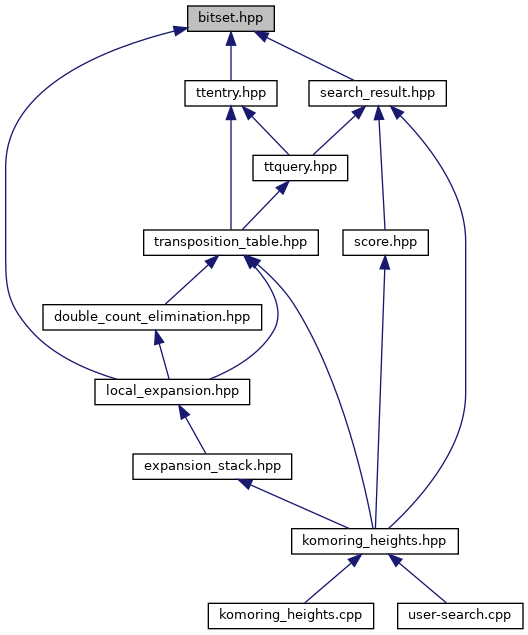 bitset.hpp
ttentry.hpp
search_result.hpp
ttquery.hpp
transposition_table.hpp
score.hpp
double_count_elimination.hpp
local_expansion.hpp
expansion_stack.hpp
komoring_heights.hpp
komoring_heights.cpp
user-search.cpp